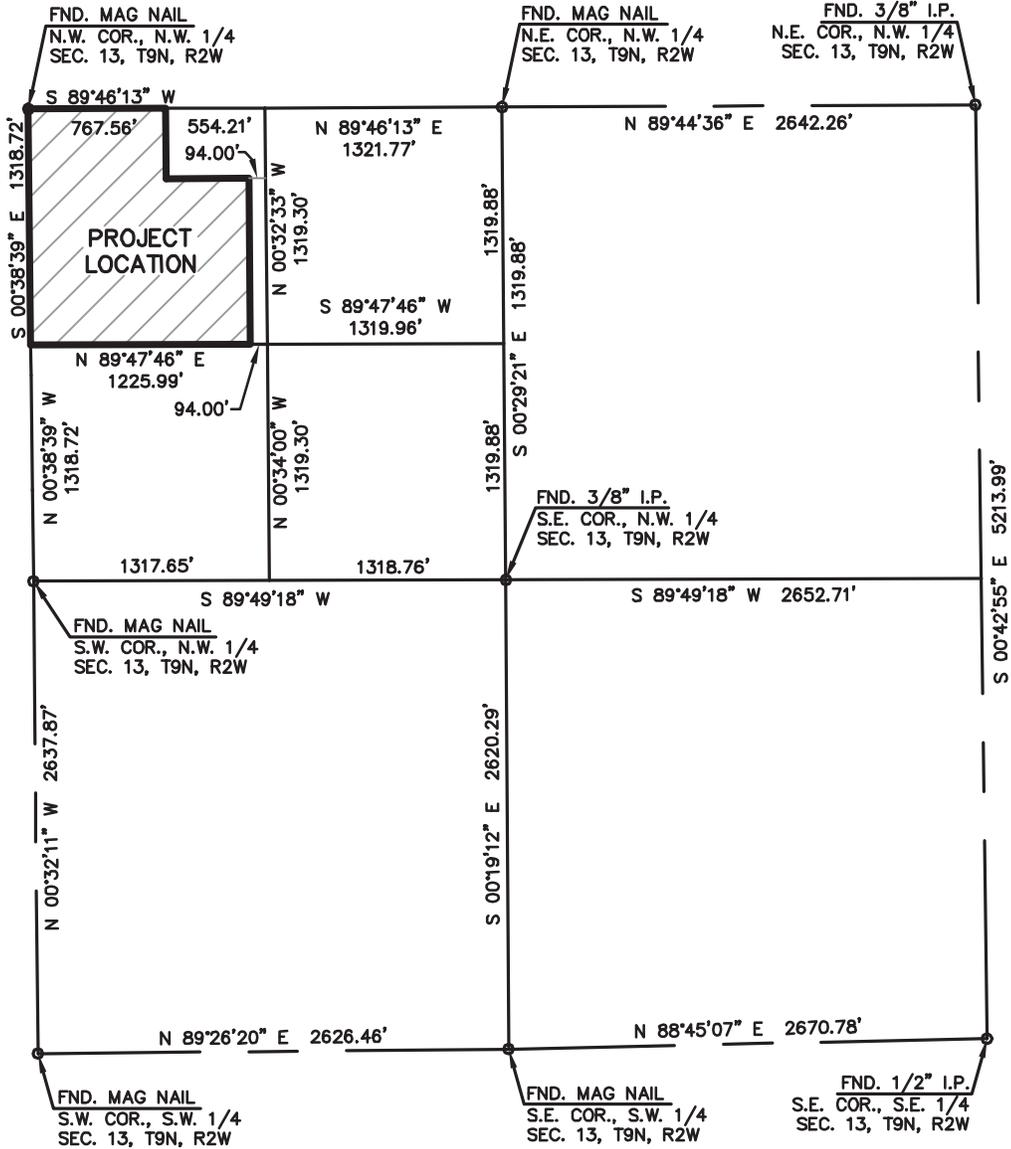 FND. MAG NAIL
N.W. COR., N.W. 1/4
SEC. 13, T9N, R2W
FND. MAG NAIL
N.E. COR., N.W. 1/4
SEC. 13, T9N, R2W
FND. 3/8" I.P.
N.E. COR, N.W. 1/4
SEC. 13, T9N, R2W
S 89°46'13" W
767.56'
554.21'
94.00'
N 89°46'13" E
1321.77'
N 89°44'36" E 2642.26'
S 00°38'39" E 1318.72'
PROJECT
LOCATION
N 00°32'33" W
1319.30'
1319.88'
S 00°29'21" E 1319.88'
S 89°47'46" W
1319.96'
N 89°47'46" E
1225.99'
94.00'
N 00°38'39" W
1318.72'
N 00°34'00" W
1319.30'
1319.88'
FND. 3/8" I.P.
S.E. COR., N.W. 1/4
SEC. 13, T9N, R2W
S 00°42'55" E 5213.99'
1317.65'
1318.76'
S 89°49'18" W
S 89°49'18" W 2652.71'
FND. MAG NAIL
S.W. COR., N.W. 1/4
SEC. 13, T9N, R2W
N 00°32'11" W 2637.87'
S 00°19'12" E 2620.29'
N 89°26'20" E 2626.46'
N 88°45'07" E 2670.78'
FND. MAG NAIL
S.W. COR., S.W. 1/4
SEC. 13, T9N, R2W
FND. MAG NAIL
S.E. COR., S.W. 1/4
SEC. 13, T9N, R2W
FND. 1/2" I.P.
S.E. COR., S.E. 1/4
SEC. 13, T9N, R2W